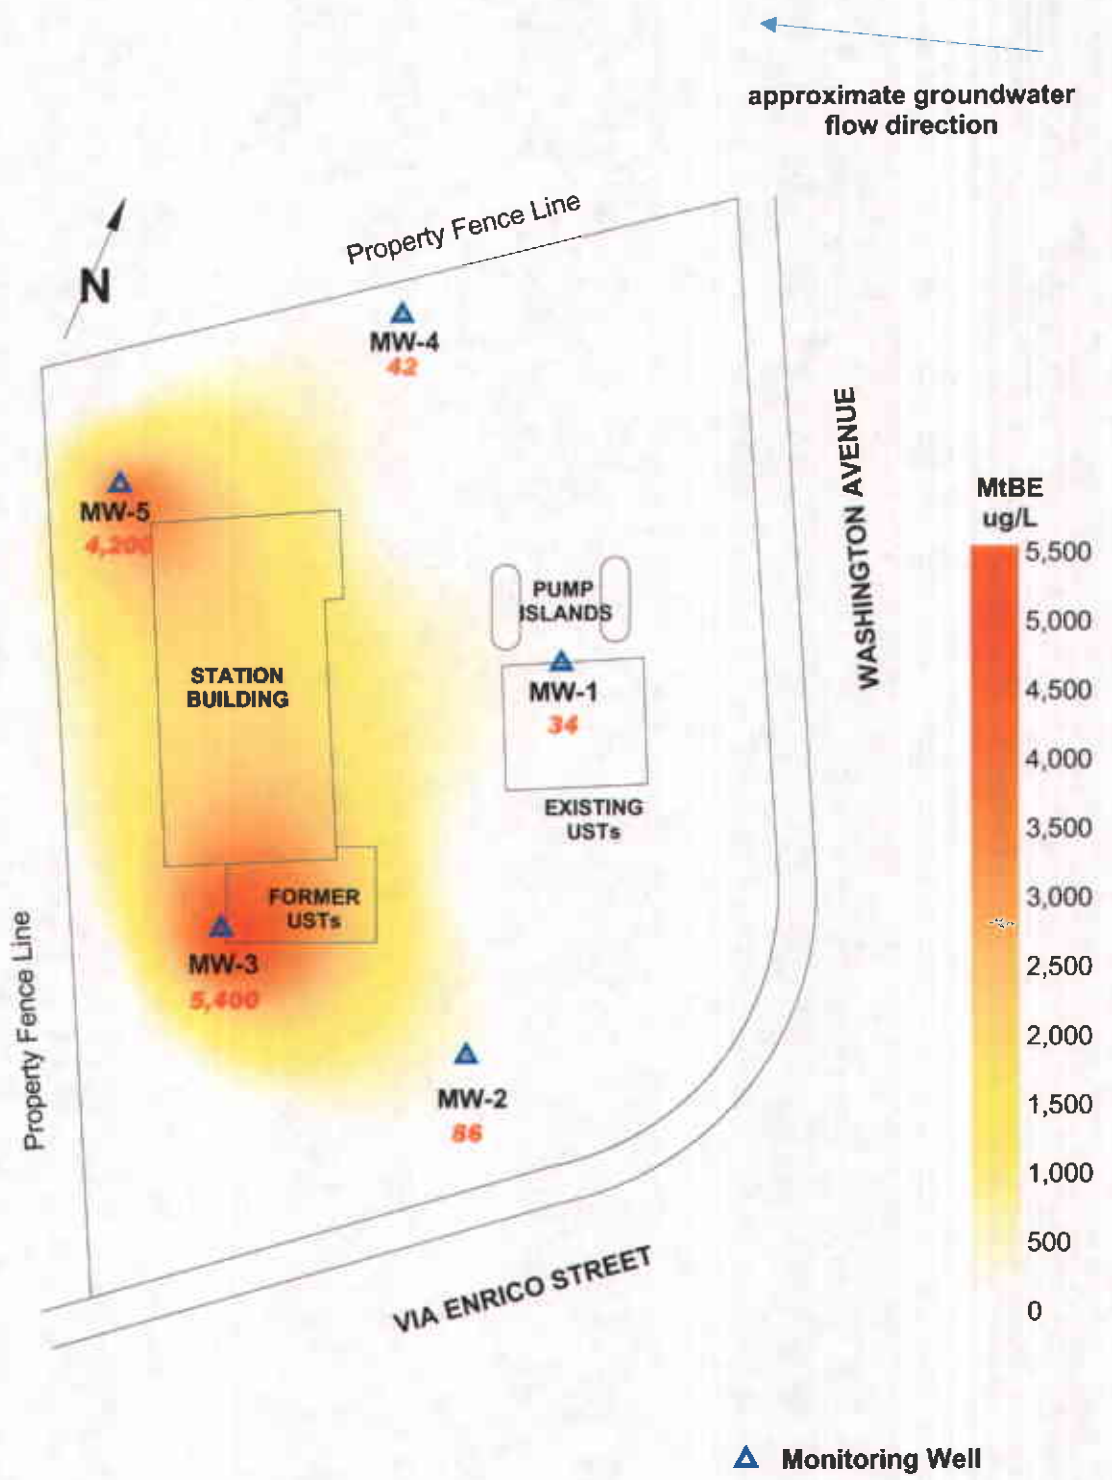 approximate groundwater
flow direction
Property Fence Line
N
MW-4
42
WASHINGTON AVENUE
MtBE
ug/L
5,500
5,000
4,500
4,000
3,500
3,000
2,500
2,000
1,500
1,000
500
0
MW-5
4,200
PUMP
ISLANDS
STATION
BUILDING
MW-1
34
EXISTING
USTs
FORMER
USTs
MW-3
5,400
Property Fence Line
MW-2
86
VIA ENRICO STREET
Monitoring Well